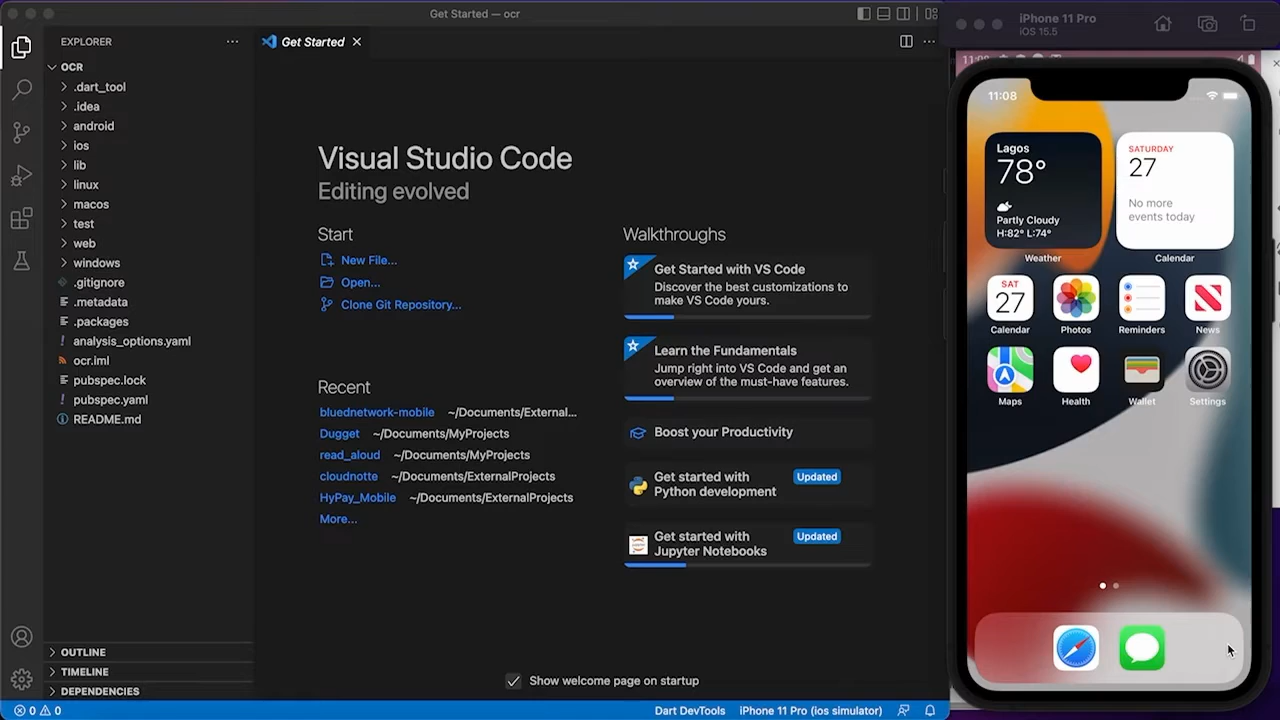 Get Started — ocr
EXPLORER
Get Started
OCR
.dart_tool
.idea
android
ios
lib
linux
macos
test
web
windows
.gitignore
.metadata
.packages
analysis_options.yaml
ocr.iml
pubspec.lock
pubspec.yaml
README.md
OUTLINE
TIMELINE
DEPENDENCIES
Visual Studio Code
Editing evolved
Start
New File...
Open...
Clone Git Repository...
Recent
bluednetwork-mobile ~/Documents/External...
Dugget ~/Documents/MyProjects
read_aloud ~/Documents/MyProjects
cloudnotte ~/Documents/ExternalProjects
HyPay_Mobile ~/Documents/ExternalProjects
More...
Walkthroughs
Get Started with VS Code
Discover the best customizations to
make VS Code yours.
Learn the Fundamentals
Jump right into VS Code and get an
overview of the must-have features.
Boost your Productivity
Get started with Updated
Python development
Get started with Updated
Jupyter Notebooks
Show welcome page on startup
0 0
Dart DevTools
iPhone 11 Pro (ios simulator)
iPhone 11 Pro
iOS 15.5
11:08
Lagos
78°
Partly Cloudy
H:82° L:74°
Weather
SATURDAY
27
No more
events today
Calendar
SAT
27
Calendar
Photos
Reminders
News
Maps
Health
Wallet
Settings